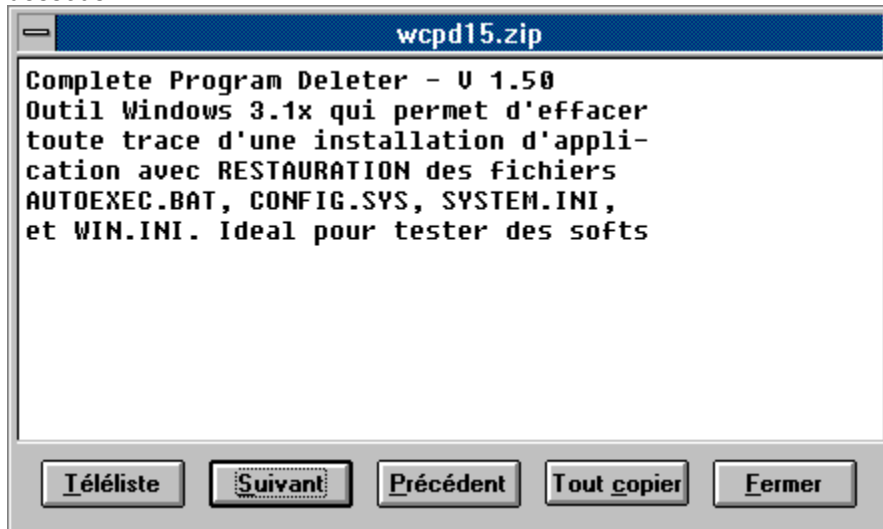 wcpd15.zip
Complete Program Deleter - V 1.50
Outil Windows 3.1x qui permet d'effacer
toute trace d'une installation d'appli-
cation avec RESTAURATION des fichiers
AUTOEXEC.BAT, CONFIG.SYS, SYSTEM.INI,
et WIN.INI. Ideal pour tester des softs
Téléliste Suivant Précédent Tout copier Fermer